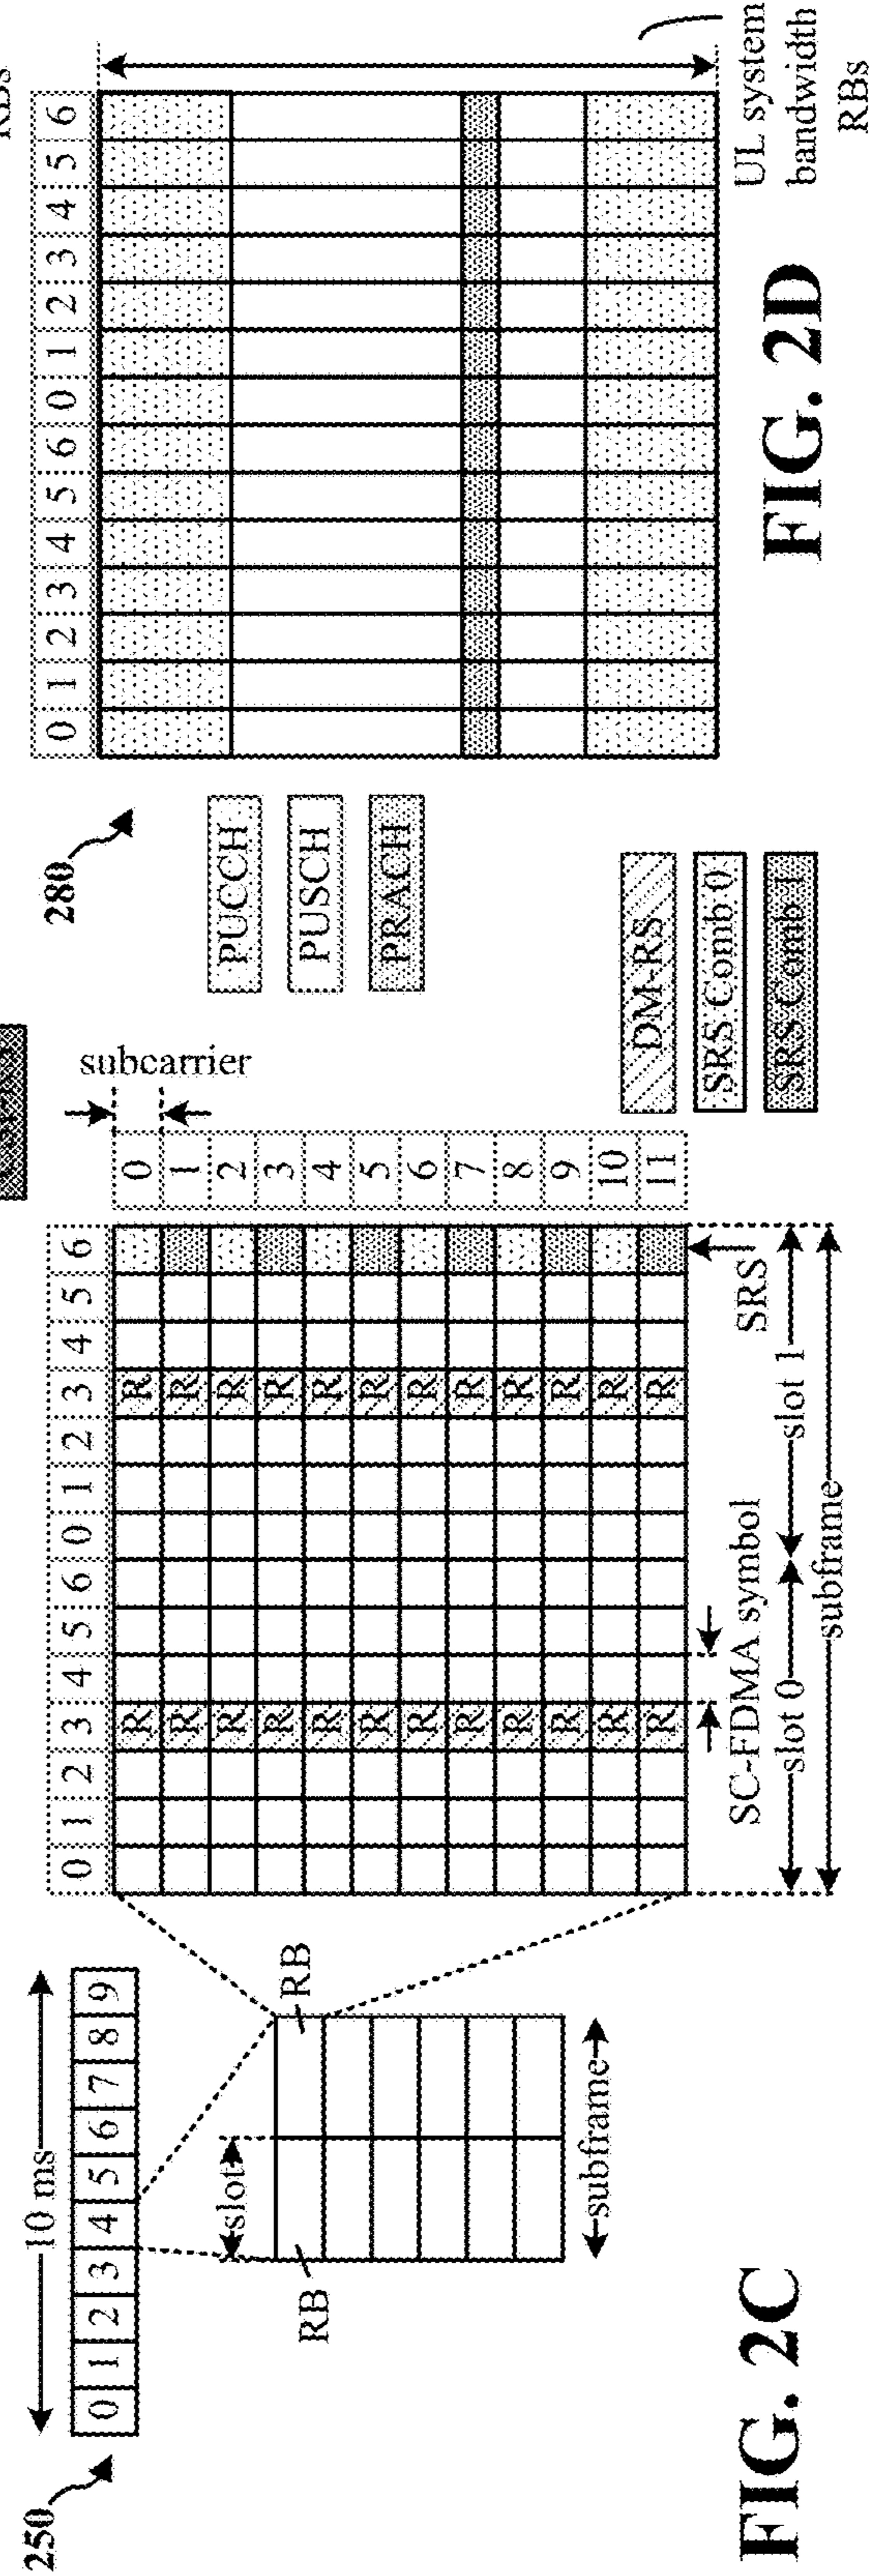 250
10 ms
0 1 2 3 4 5 6 7 8 9
RB
slot
RB
subframe
FIG. 2C
0 1 2 3 4 5 6 0 1 2 3 4 5 6
subcarrier
R R 0
R R 1
R R 2
R R 3
R R 4
R R 5
R R 6
R R 7
R R 8
R R 9
R R 10
R R 11
SC-FDMA symbol
SRS
slot 0
slot 1
subframe
DM-RS
SRS Comb 0
SRS Comb 1
280
PUCCH
PUSCH
PRACH
0 1 2 3 4 5 6 0 1 2 3 4 5 6
UL system
bandwidth
RBs
FIG. 2D
RBs